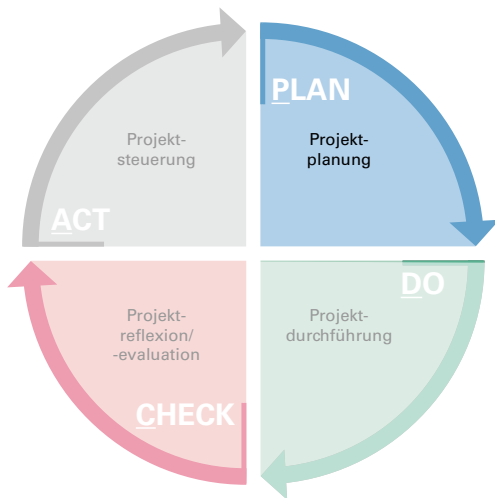 PLAN
Projekt-
planung
DO
Projekt-
durchführung
CHECK
Projekt-
reflexion/
-evaluation
ACT
Projekt-
steuerung